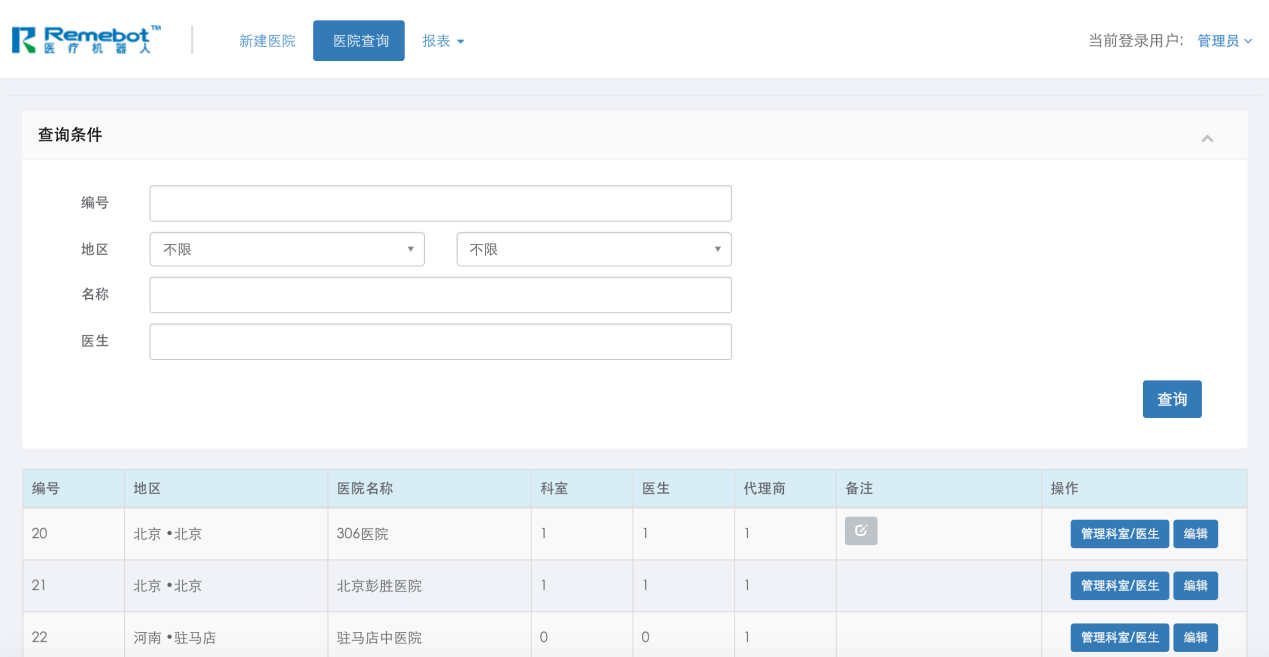 Remebot™ 新建医院 医院查询 报表 当前登录用户: 管理员
医疗机器人
查询条件
编号
地区 不限 不限
名称
医生
查询
编号 地区 医院名称 科室 医生 代理商 备注 操作
20 北京 •北京 306医院 1 1 1 管理科室/医生 编辑
21 北京 •北京 北京彭胜医院 1 1 1 管理科室/医生 编辑
22 河南 •驻马店 驻马店中医院 0 0 1 管理科室/医生 编辑